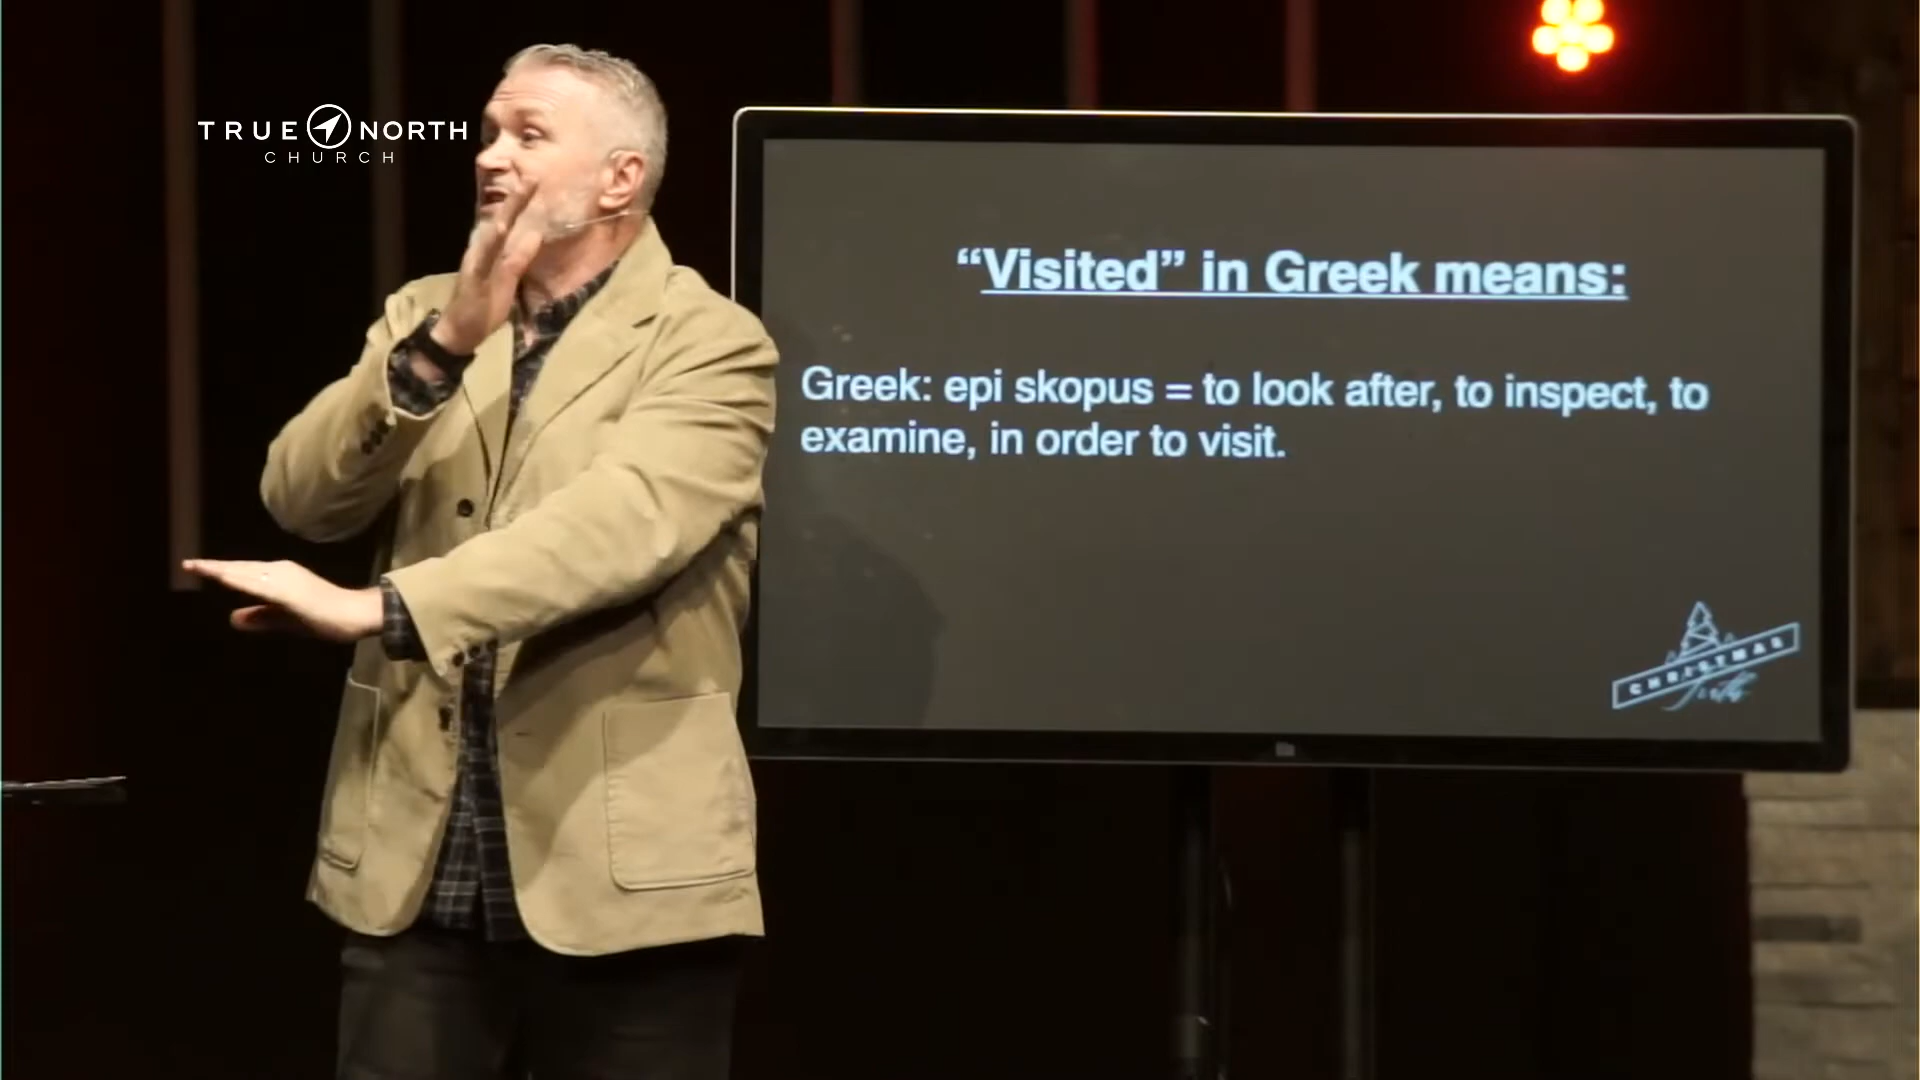 TRUE NORTH
CHURCH
“Visited” in Greek means:
Greek: epi skopus = to look after, to inspect, to
examine, in order to visit.
CHRISTMAS